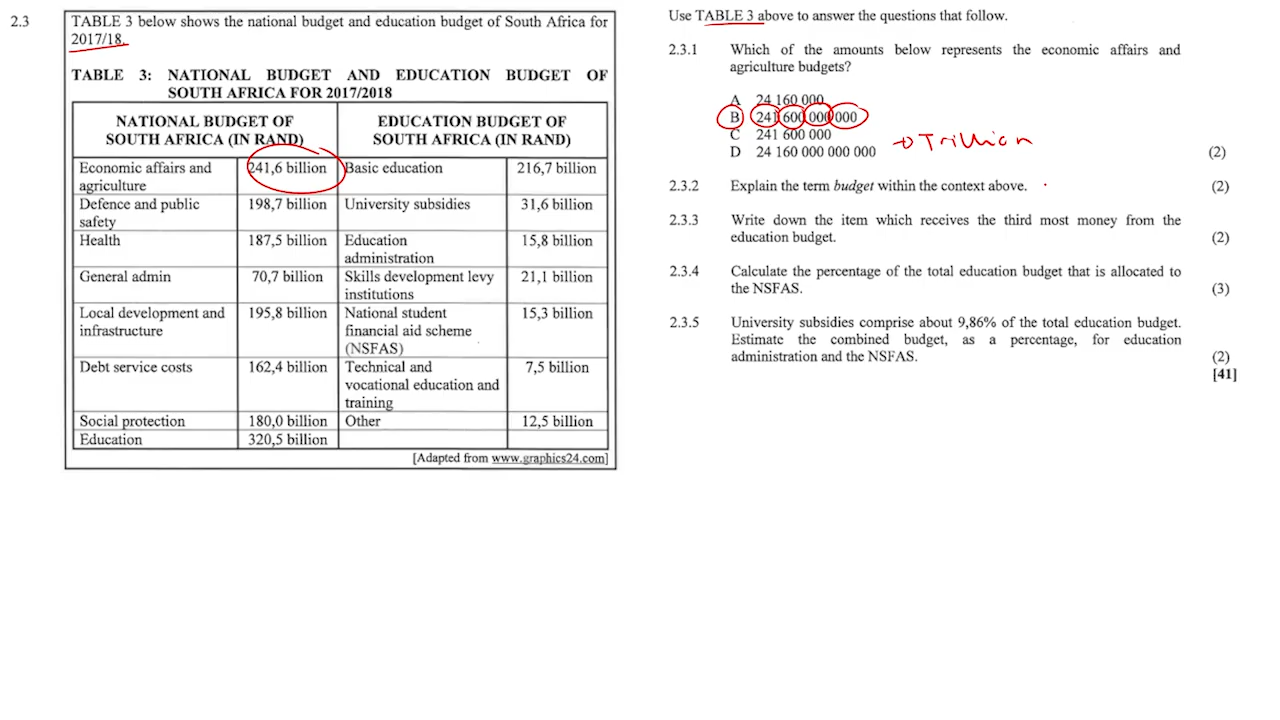 2.3 TABLE 3 below shows the national budget and education budget of South Africa for
2017/18.
TABLE 3: NATIONAL BUDGET AND EDUCATION BUDGET OF
SOUTH AFRICA FOR 2017/2018
NATIONAL BUDGET OF EDUCATION BUDGET OF
SOUTH AFRICA (IN RAND) SOUTH AFRICA (IN RAND)
Economic affairs and 241,6 billion Basic education 216,7 billion
agriculture
Defence and public 198,7 billion University subsidies 31,6 billion
safety
Health 187,5 billion Education 15,8 billion
administration
General admin 70,7 billion Skills development levy 21,1 billion
institutions
Local development and 195,8 billion National student 15,3 billion
infrastructure financial aid scheme
(NSFAS)
Debt service costs 162,4 billion Technical and 7,5 billion
vocational education and
training
Social protection 180,0 billion Other 12,5 billion
Education 320,5 billion
[Adapted from www.graphics24.com]
Use TABLE 3 above to answer the questions that follow.
2.3.1 Which of the amounts below represents the economic affairs and
agriculture budgets?
A 24 160 000
B 241 600 000 000
C 241 600 000
D 24 160 000 000 000 → Trillion
(2)
2.3.2 Explain the term budget within the context above. (2)
2.3.3 Write down the item which receives the third most money from the
education budget. (2)
2.3.4 Calculate the percentage of the total education budget that is allocated to
the NSFAS. (3)
2.3.5 University subsidies comprise about 9,86% of the total education budget.
Estimate the combined budget, as a percentage, for education
administration and the NSFAS. (2)
[41]